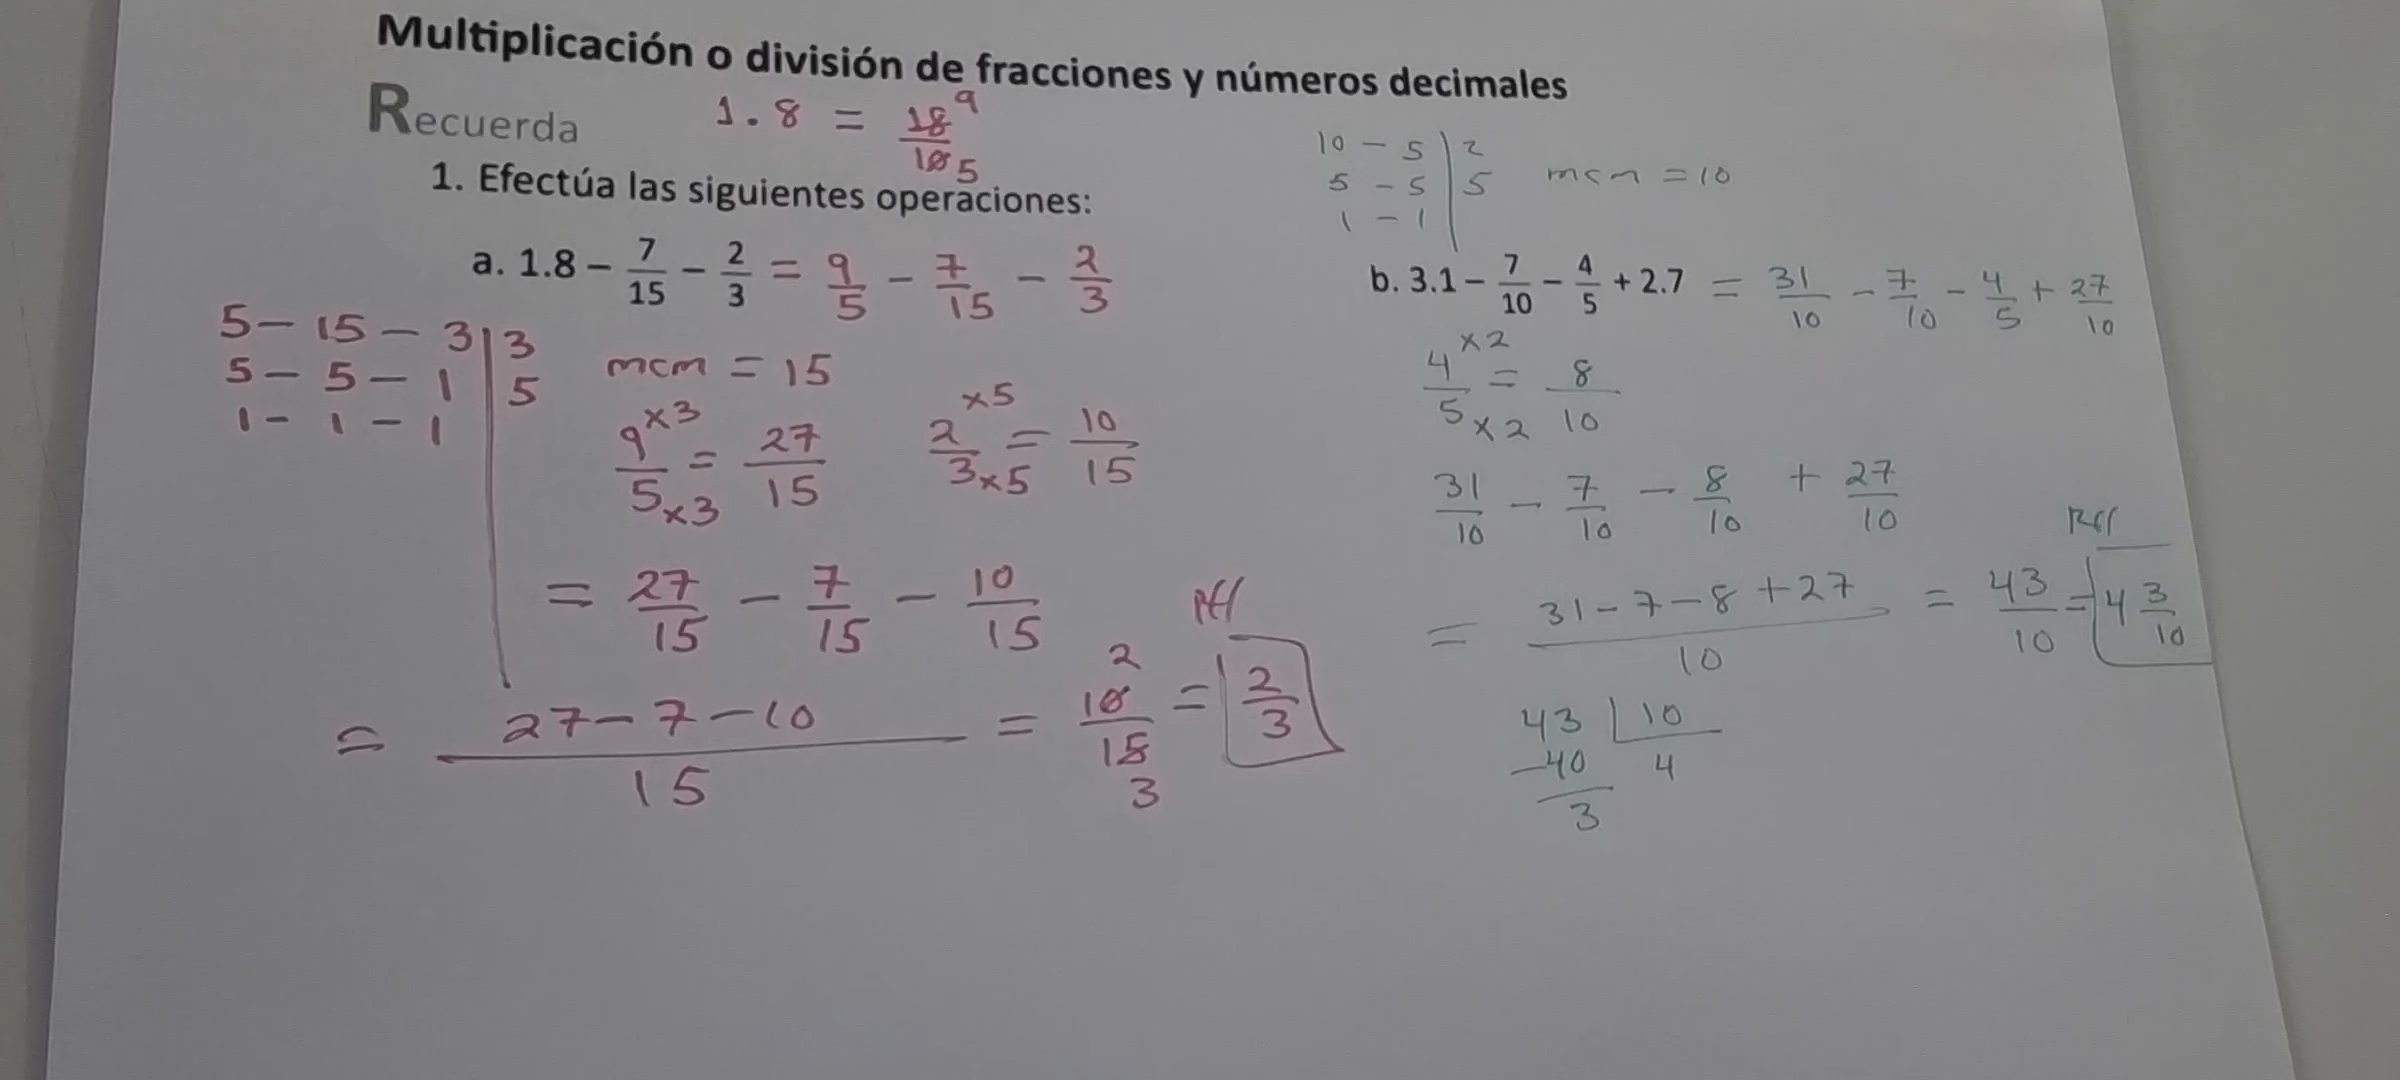 Multiplicación o división de fracciones y números decimales
Recuerda
1.8 = 18/10 9 5
1. Efectúa las siguientes operaciones:
a. 1.8 − 7/15 − 2/3 = 9/5 − 7/15 − 2/3
5 − 15 − 3 | 3
5 − 5 − 1 | 5
1 − 1 − 1
mcm = 15
9×3/5×3 = 27/15
2×5/3×5 = 10/15
= 27/15 − 7/15 − 10/15
= 27−7−10/15 = 10/15 2 3 = 2/3
10 − 5 | 2
5 − 5 | 5
1 − 1
mcm = 10
b. 3.1 − 7/10 − 4/5 + 2.7 = 31/10 − 7/10 − 4/5 + 27/10
4×2/5×2 = 8/10
31/10 − 7/10 − 8/10 + 27/10
= 31−7−8+27/10 = 43/10 = 4 3/10
43 | 10
−40 4
3